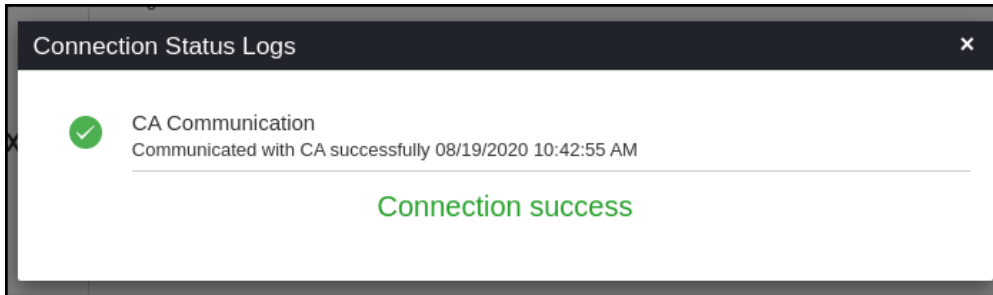 Connection Status Logs
CA Communication
Communicated with CA successfully 08/19/2020 10:42:55 AM
Connection success